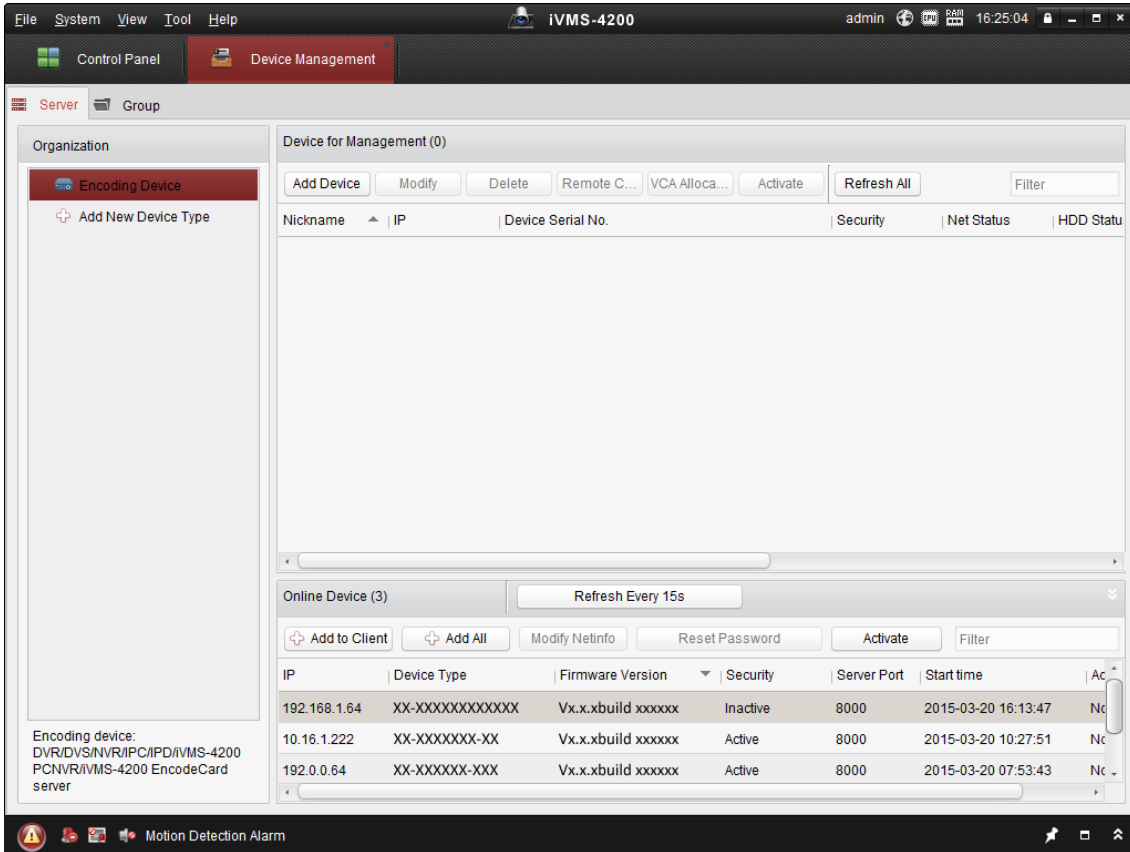 File System View Tool Help iVMS-4200 admin CPU RAM 16:25:04
Control Panel Device Management
Server Group
Organization
Encoding Device
Add New Device Type
Encoding device:
DVR/DVS/NVR/IPC/IPD/iVMS-4200
PCNVR/iVMS-4200 EncodeCard
server
Device for Management (0)
Add Device Modify Delete Remote C... VCA Alloca... Activate Refresh All Filter
Nickname IP Device Serial No. Security Net Status HDD Statu
Online Device (3) Refresh Every 15s
Add to Client Add All Modify Netinfo Reset Password Activate Filter
IP Device Type Firmware Version Security Server Port Start time Ad
192.168.1.64 XX-XXXXXXXXXXXX Vx.x.xbuild xxxxxx Inactive 8000 2015-03-20 16:13:47 No
10.16.1.222 XX-XXXXXXX-XX Vx.x.xbuild xxxxxx Active 8000 2015-03-20 10:27:51 No
192.0.0.64 XX-XXXXXX-XXX Vx.x.xbuild xxxxxx Active 8000 2015-03-20 07:53:43 No
Motion Detection Alarm